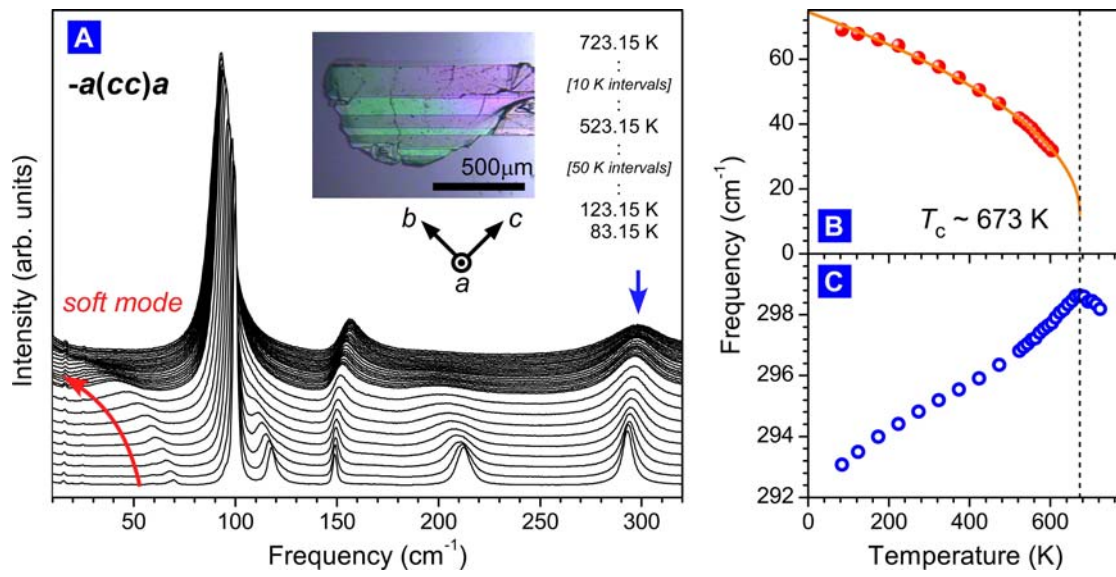 A
-a(cc)a
723.15 K
[10 K intervals]
523.15 K
[50 K intervals]
123.15 K
83.15 K
500μm
b
c
a
soft mode
Intensity (arb. units)
50
100
150
200
250
300
Frequency (cm⁻¹)
B
60
40
20
0
Tc ~ 673 K
Frequency (cm⁻¹)
C
298
296
294
292
0
200
400
600
Temperature (K)